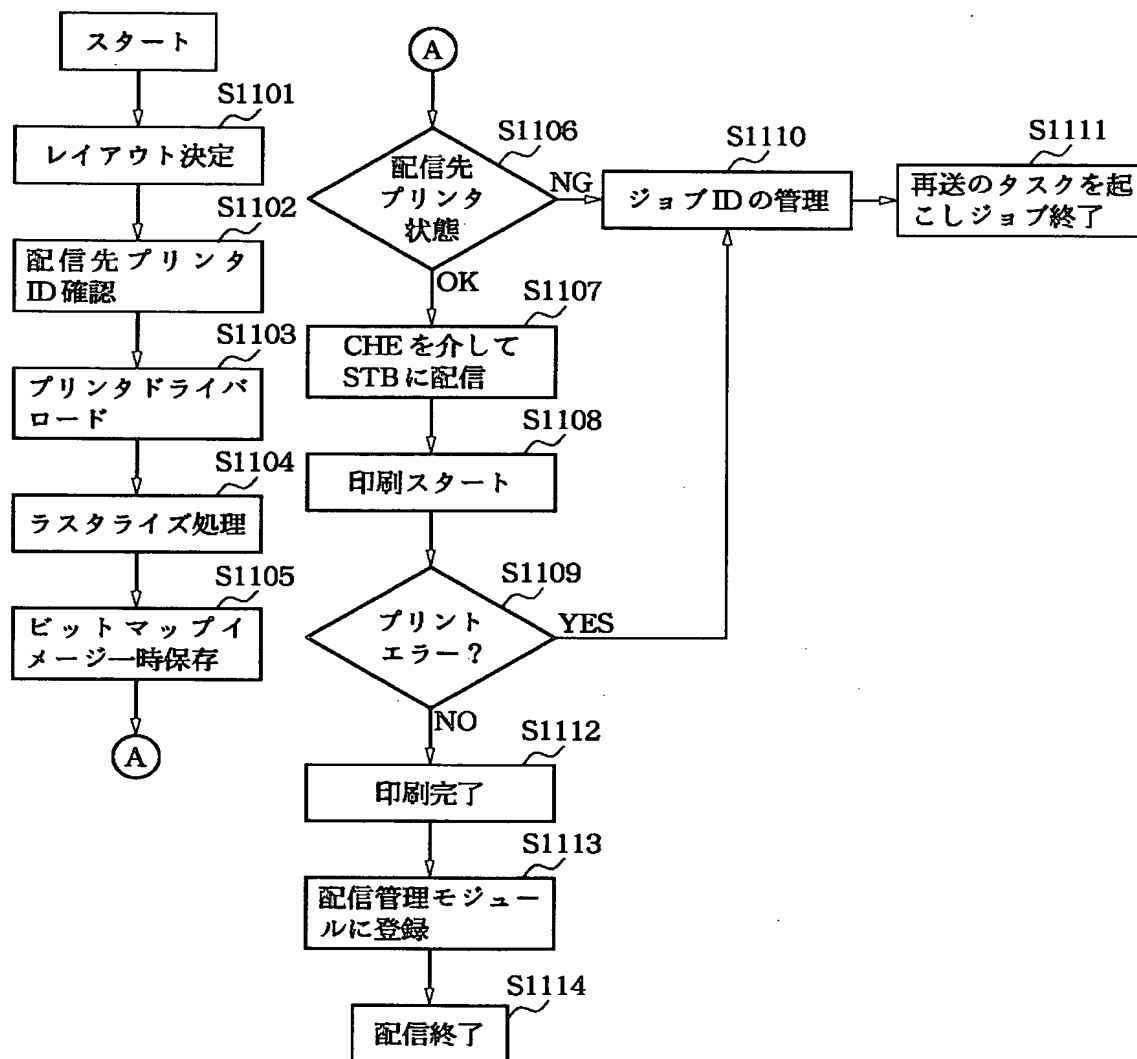 スタート
S1101
レイアウト決定
S1102
配信先プリンタ
ID確認
S1103
プリンタドライバ
ロード
S1104
ラスタライズ処理
S1105
ビットマップイ
メージ一時保存
A
A
S1106
配信先
プリンタ
状態
NG
OK
S1107
CHEを介して
STBに配信
S1108
印刷スタート
S1109
プリント
エラー?
YES
NO
S1110
ジョブIDの管理
S1111
再送のタスクを起
こしジョブ終了
S1112
印刷完了
S1113
配信管理モジュー
ルに登録
S1114
配信終了